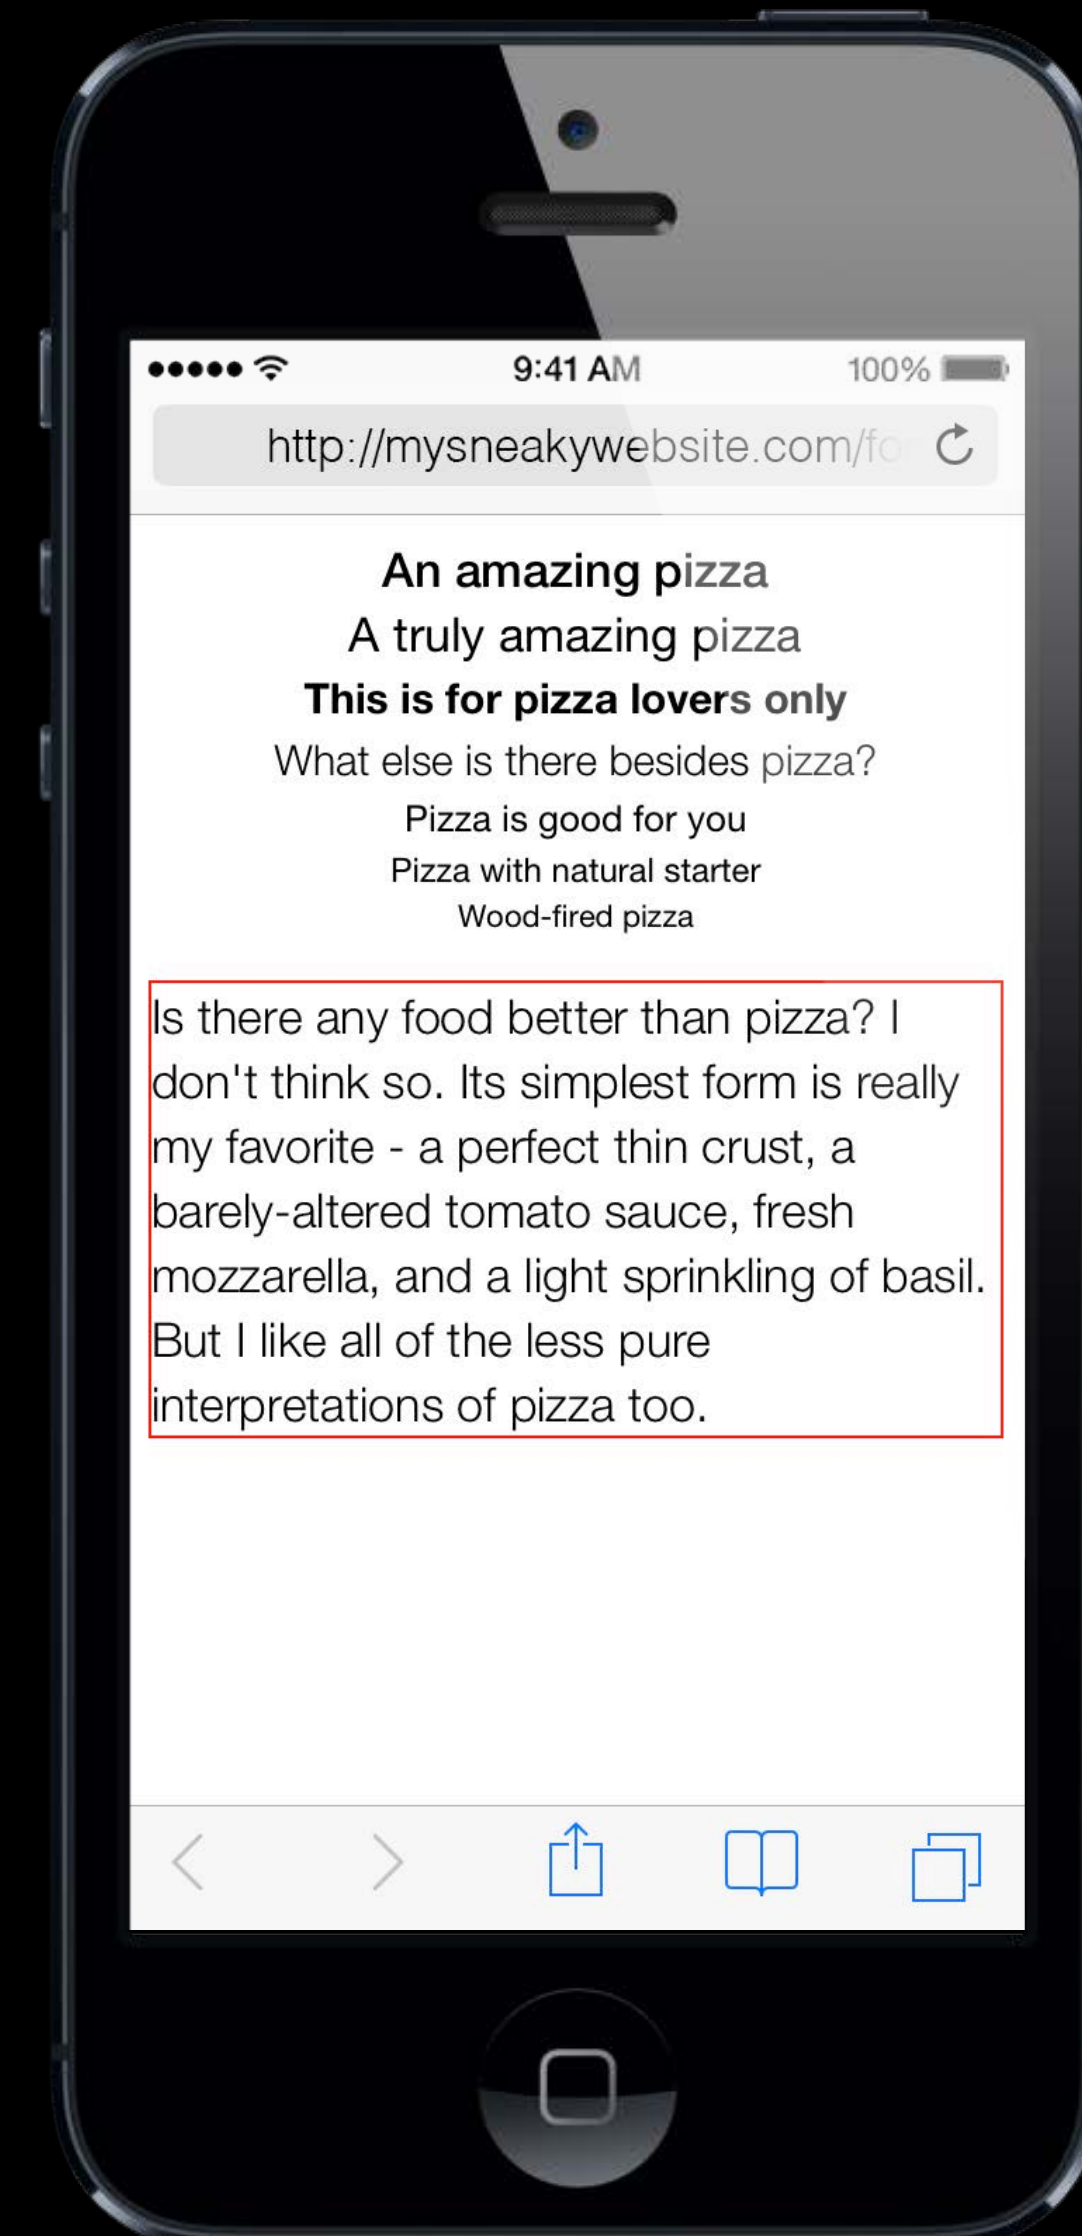 9:41 AM 100%
http://mysneakywebsite.com/fo
An amazing pizza
A truly amazing pizza
This is for pizza lovers only
What else is there besides pizza?
Pizza is good for you
Pizza with natural starter
Wood-fired pizza
Is there any food better than pizza? I
don't think so. Its simplest form is really
my favorite - a perfect thin crust, a
barely-altered tomato sauce, fresh
mozzarella, and a light sprinkling of basil.
But I like all of the less pure
interpretations of pizza too.